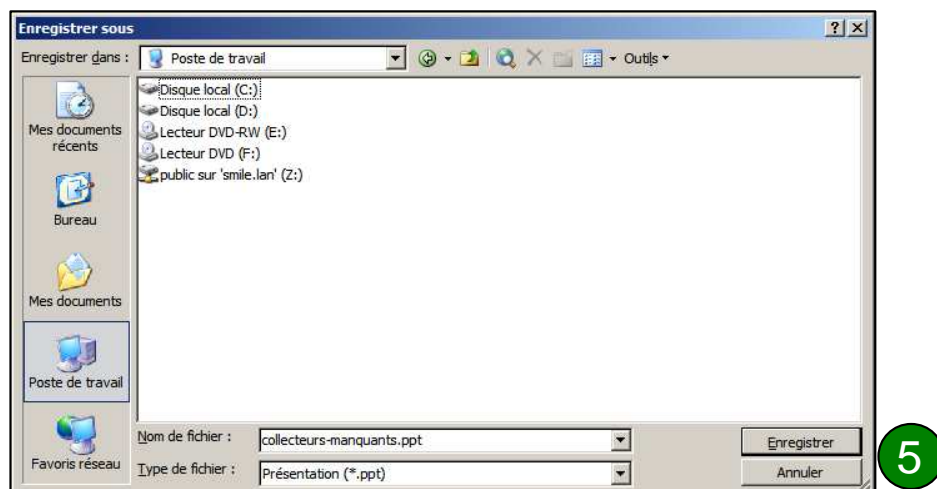 Enregistrer sous
Enregistrer dans :
Poste de travail
Outils
Mes documents
récents
Bureau
Mes documents
Poste de travail
Favoris réseau
Disque local (C:)
Disque local (D:)
Lecteur DVD-RW (E:)
Lecteur DVD (F:)
public sur 'smile.lan' (Z:)
Nom de fichier :
collecteurs-manquants.ppt
Enregistrer
Type de fichier :
Présentation (*.ppt)
Annuler
5